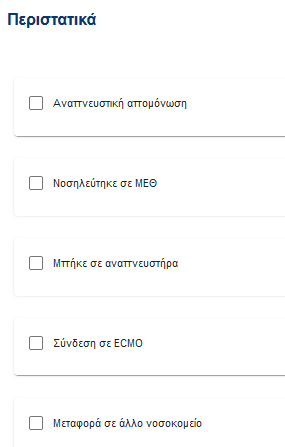 Περιστατικά
Αναπνευστική απομόνωση
Νοσηλεύτηκε σε ΜΕΘ
Μπήκε σε αναπνευστήρα
Σύνδεση σε ECMO
Μεταφορά σε άλλο νοσοκομείο